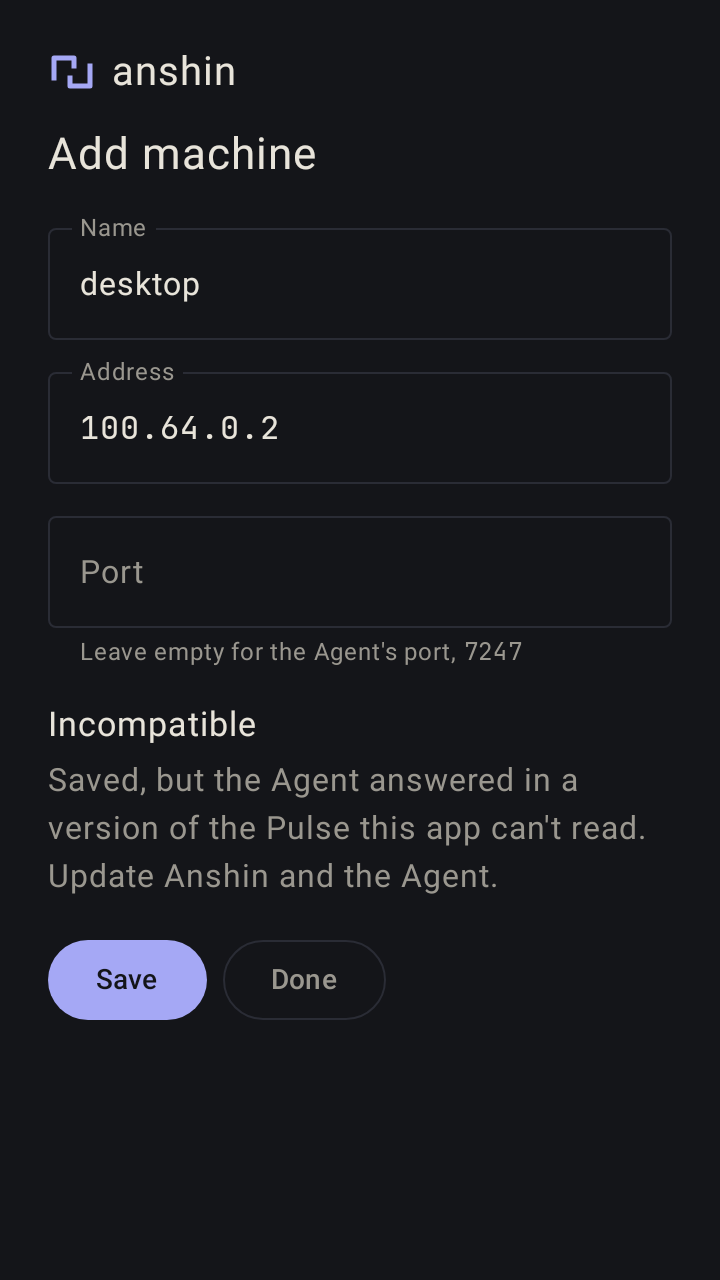 anshin
Add machine
Name
desktop
Address
100.64.0.2
Port
Leave empty for the Agent's port, 7247
Incompatible
Saved, but the Agent answered in a
version of the Pulse this app can't read.
Update Anshin and the Agent.
Save
Done